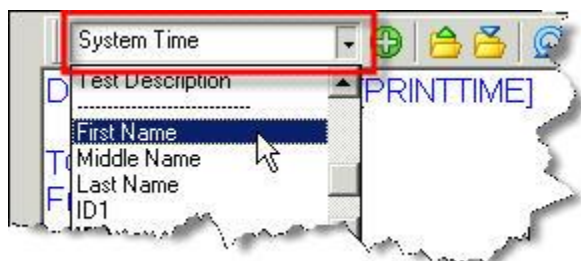 System Time
Test Description
PRINTTIME]
First Name
Middle Name
Last Name
ID1